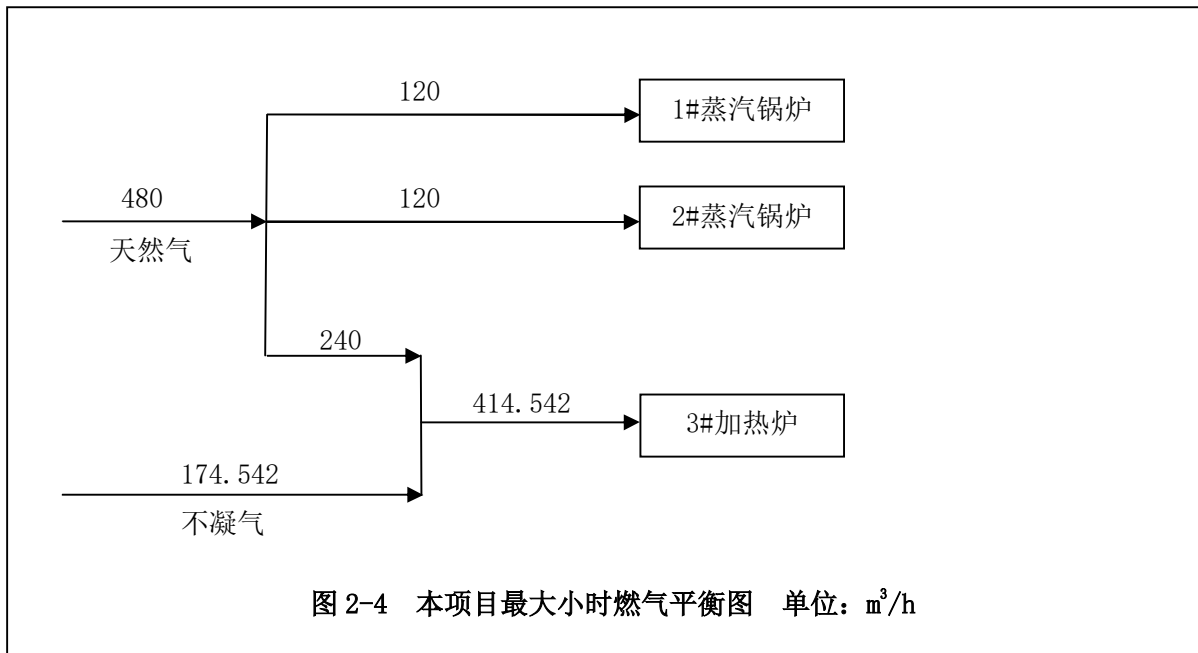 120
1#蒸汽锅炉
480
120
2#蒸汽锅炉
天然气
240
414.542
3#加热炉
174.542
不凝气
图 2-4 本项目最大小时燃气平衡图 单位：m³/h